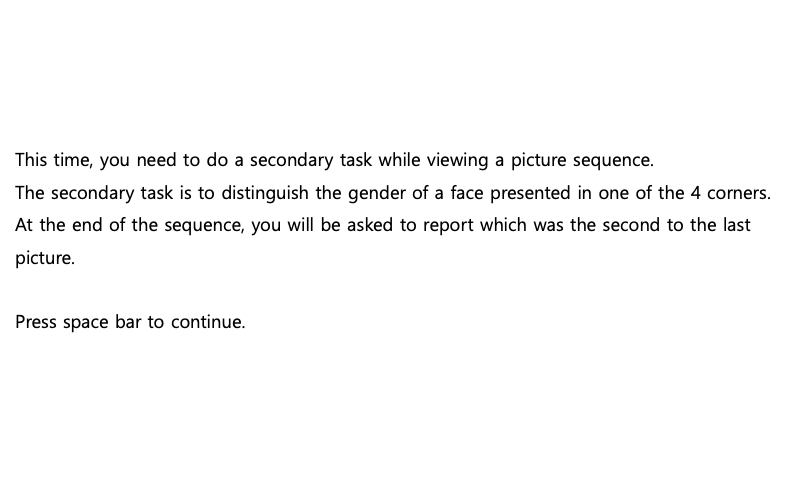 This time, you need to do a secondary task while viewing a picture sequence.
The secondary task is to distinguish the gender of a face presented in one of the 4 corners.
At the end of the sequence, you will be asked to report which was the second to the last
picture.
Press space bar to continue.